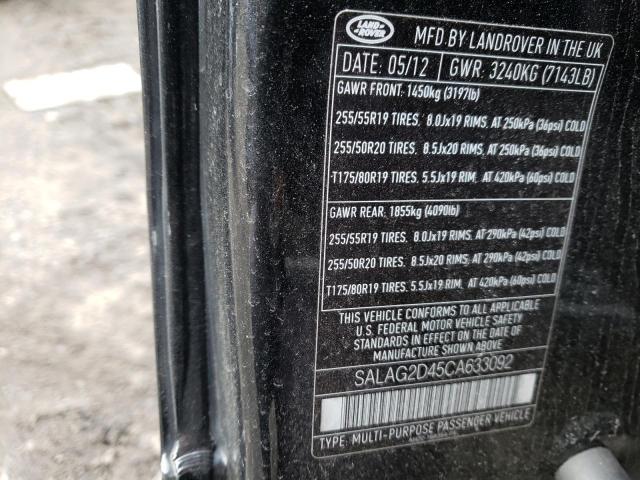 LAND ROVER
MFD.BY LANDROVER IN THE UK
DATE: 05/12 GWR: 3240KG (7143LB)
GAWR FRONT: 1450kg (3197lb)
255/55R19 TIRES, 8.0Jx19 RIMS, AT 250kPa (36psi) COLD
255/50R20 TIRES, 8.5Jx20 RIMS, AT 250kPa (36psi) COLD
T175/80R19 TIRES, 5.5Jx19 RIM, AT 420kPa (60psi) COLD
GAWR REAR: 1855kg (4090lb)
255/55R19 TIRES, 8.0Jx19 RIMS, AT 290kPa (42psi) COLD
255/50R20 TIRES, 8.5Jx20 RIMS, AT 290kPa (42psi) COLD
T175/80R19 TIRES, 5.5Jx19 RIM, AT 420kPa (60psi) COLD
THIS VEHICLE CONFORMS TO ALL APPLICABLE
U.S. FEDERAL MOTOR VEHICLE SAFETY
STANDARDS IN EFFECT ON THE DATE OF
MANUFACTURE SHOWN ABOVE
SALAG2D45CA633092
TYPE: MULTI-PURPOSE PASSENGER VEHICLE